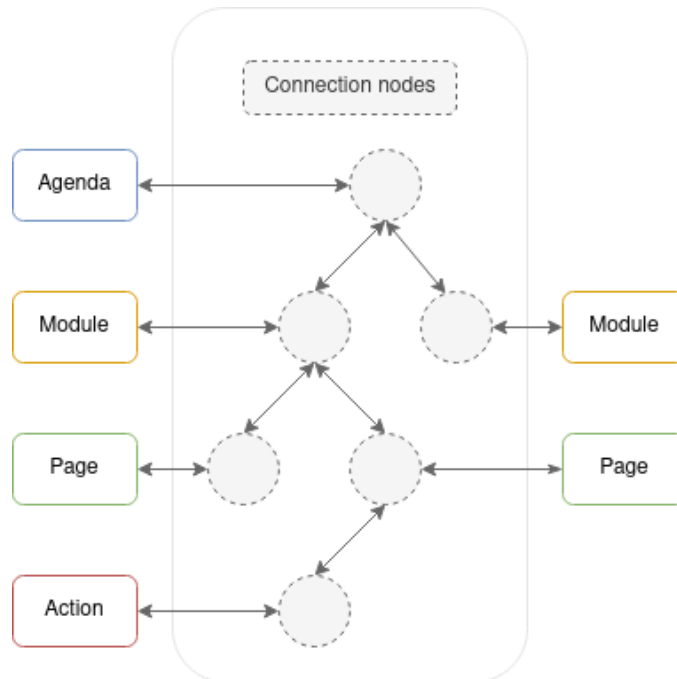 Connection nodes
Agenda
Module
Module
Page
Page
Action